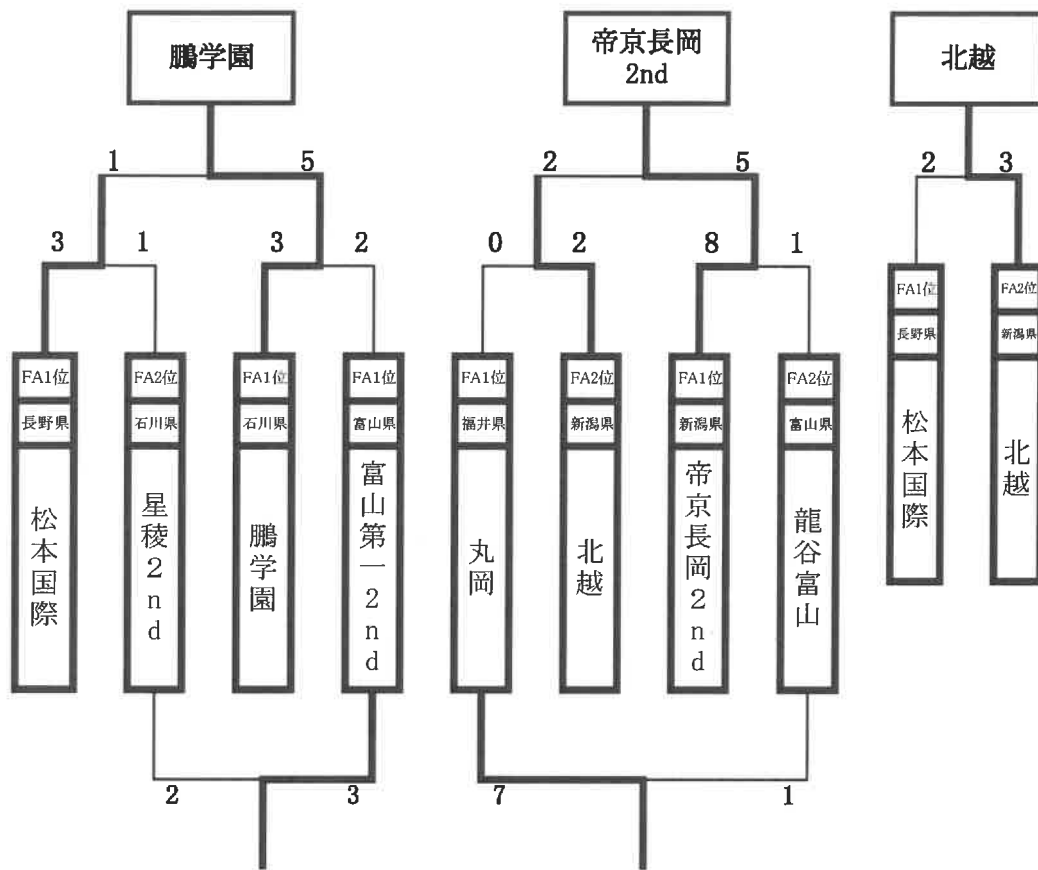 鵬学園
帝京長岡
2nd
北越
1 5
2 5
2 3
3 1 3 2
0 2 8 1
FA1位
長野県
松本国際
FA2位
石川県
星稜2nd
FA1位
石川県
鵬学園
FA1位
富山県
富山第一2nd
FA1位
福井県
丸岡
FA2位
新潟県
北越
FA1位
新潟県
帝京長岡2nd
FA2位
富山県
龍谷富山
FA1位
長野県
松本国際
FA2位
新潟県
北越
2 3
7 1